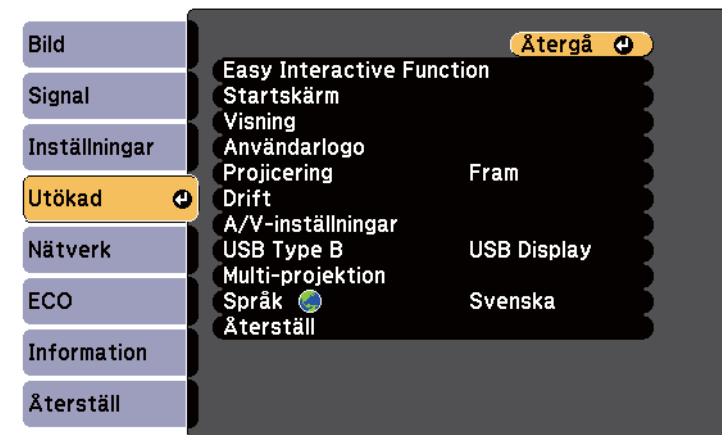 Bild
Signal
Inställningar
Utökad
Nätverk
ECO
Information
Återställ
Återgå
Easy Interactive Function
Startskärm
Visning
Användarlogo
Projicering Fram
Drift
A/V-inställningar
USB Type B USB Display
Multi-projektion
Språk Svenska
Återställ